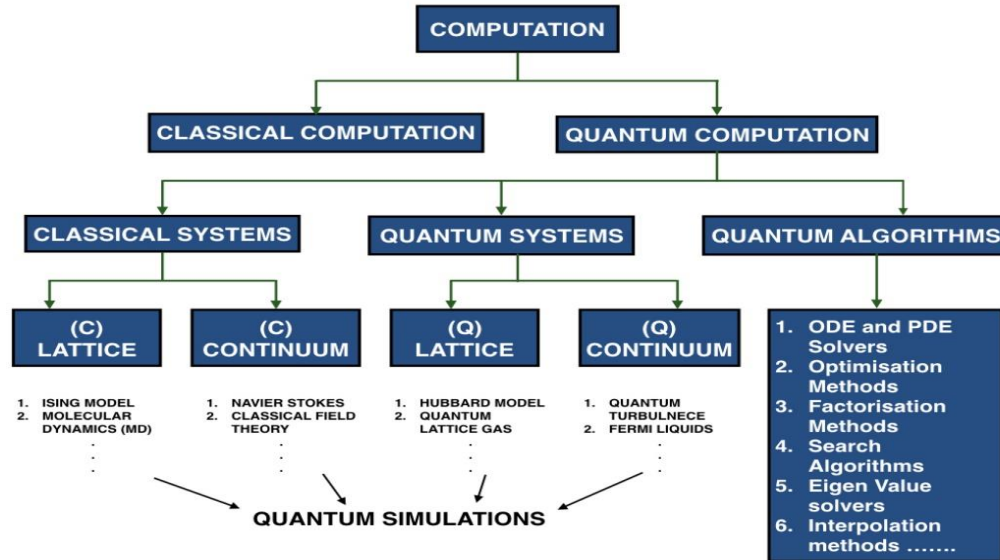 COMPUTATION
CLASSICAL COMPUTATION
QUANTUM COMPUTATION
CLASSICAL SYSTEMS
QUANTUM SYSTEMS
QUANTUM ALGORITHMS
(C)
LATTICE
(C)
CONTINUUM
(Q)
LATTICE
(Q)
CONTINUUM
1. ISING MODEL
2. MOLECULAR
DYNAMICS (MD)
.
.
.
1. NAVIER STOKES
2. CLASSICAL FIELD
THEORY
.
.
.
1. HUBBARD MODEL
2. QUANTUM
LATTICE GAS
.
.
.
1. QUANTUM
TURBULNECE
2. FERMI LIQUIDS
.
.
.
1. ODE and PDE
Solvers
2. Optimisation
Methods
3. Factorisation
Methods
4. Search
Algorithms
5. Eigen Value
solvers
6. Interpolation
methods .......
QUANTUM SIMULATIONS